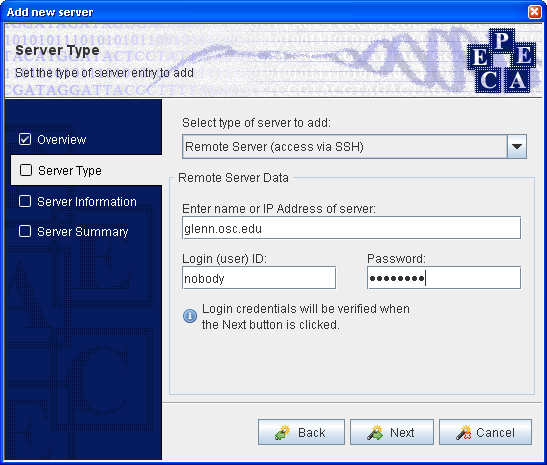 Add new server
Server Type
Set the type of server entry to add
P
E E
C A
Overview
Server Type
Server Information
Server Summary
Select type of server to add:
Remote Server (access via SSH)
Remote Server Data
Enter name or IP Address of server:
glenn.osc.edu
Login (user) ID:
Password:
nobody
Login credentials will be verified when
the Next button is clicked.
Back
Next
Cancel